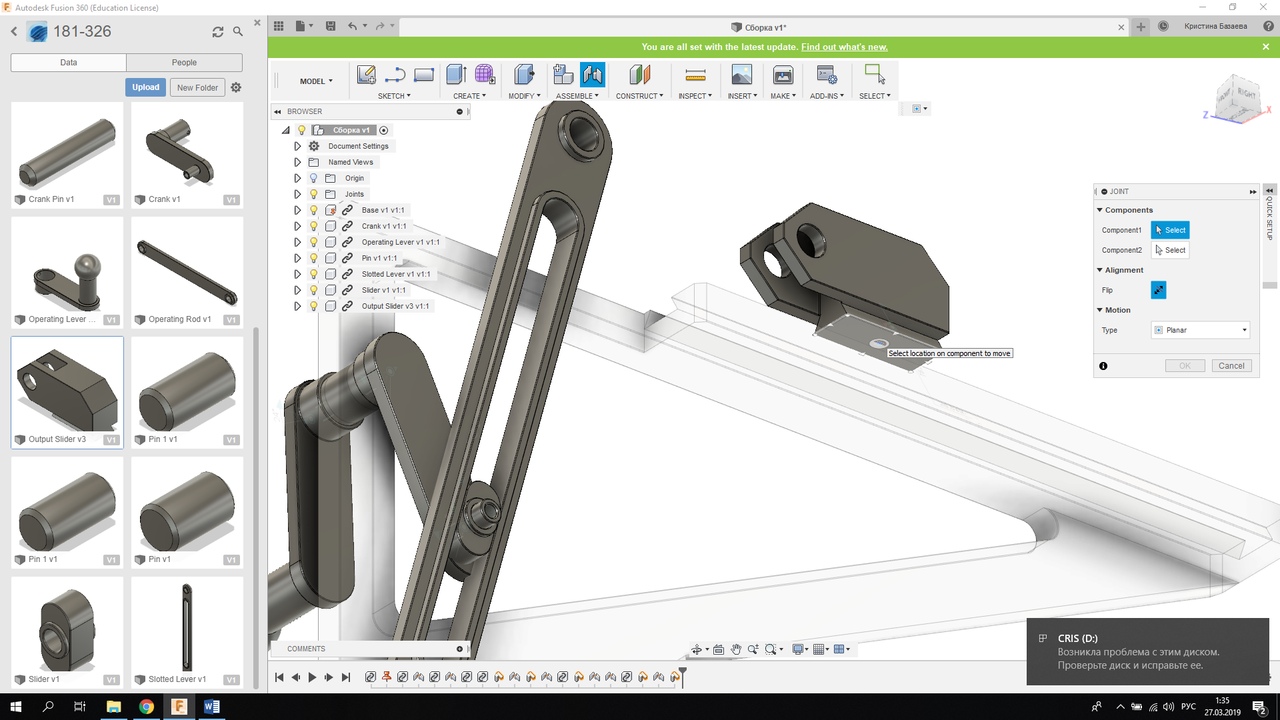 Autodesk Fusion 360 (Education License)
181-326
Data
People
Upload
New Folder
Crank Pin v1
V1
Crank v1
V1
Operating Lever ...
V1
Operating Rod v1
V1
Output Slider v3
V1
Pin 1 v1
V1
Pin 1 v1
V1
Pin v1
V1
Slider v1
V1
Slotted Lever v1
V1
Сборка v1*
Кристина Базаева
You are all set with the latest update. Find out what's new.
MODEL
SKETCH
CREATE
MODIFY
ASSEMBLE
CONSTRUCT
INSPECT
INSERT
MAKE
ADD-INS
SELECT
BROWSER
Сборка v1
Document Settings
Named Views
Origin
Joints
Base v1 v1:1
Crank v1 v1:1
Operating Lever v1 v1:1
Pin v1 v1:1
Slotted Lever v1 v1:1
Slider v1 v1:1
Output Slider v3 v1:1
FRONT
RIGHT
Z
X
JOINT
Components
Component1
Select
Component2
Select
Alignment
Flip
Motion
Type
Planar
OK
Cancel
QUICK SETUP
Select location on component to move
COMMENTS
CRIS (D:)
Возникла проблема с этим диском.
Проверьте диск и исправьте ее.
РУС
1:35
27.03.2019
2